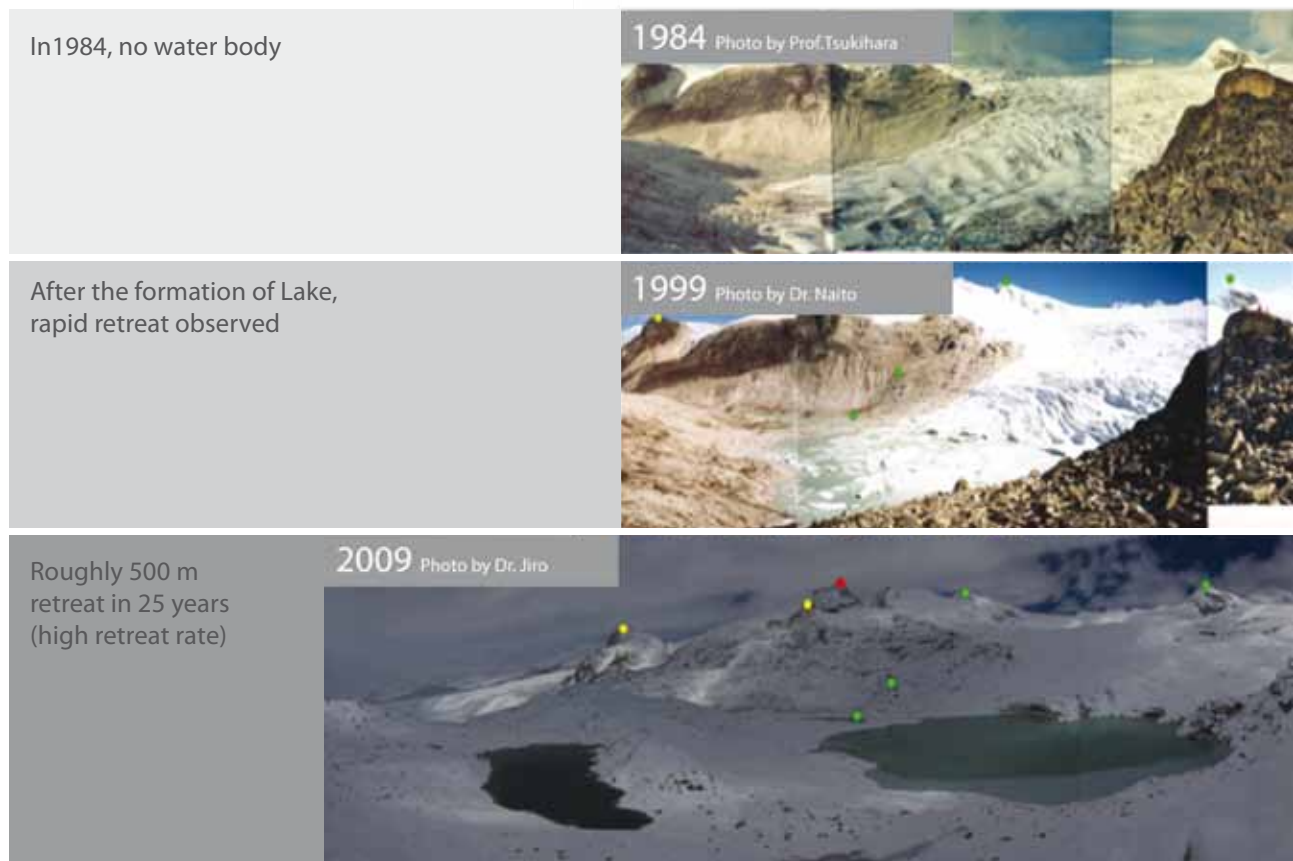 In1984, no water body
1984 Photo by Prof.Tsukihara
After the formation of Lake,
rapid retreat observed
1999 Photo by Dr. Naito
Roughly 500 m
retreat in 25 years
(high retreat rate)
2009 Photo by Dr. Jiro